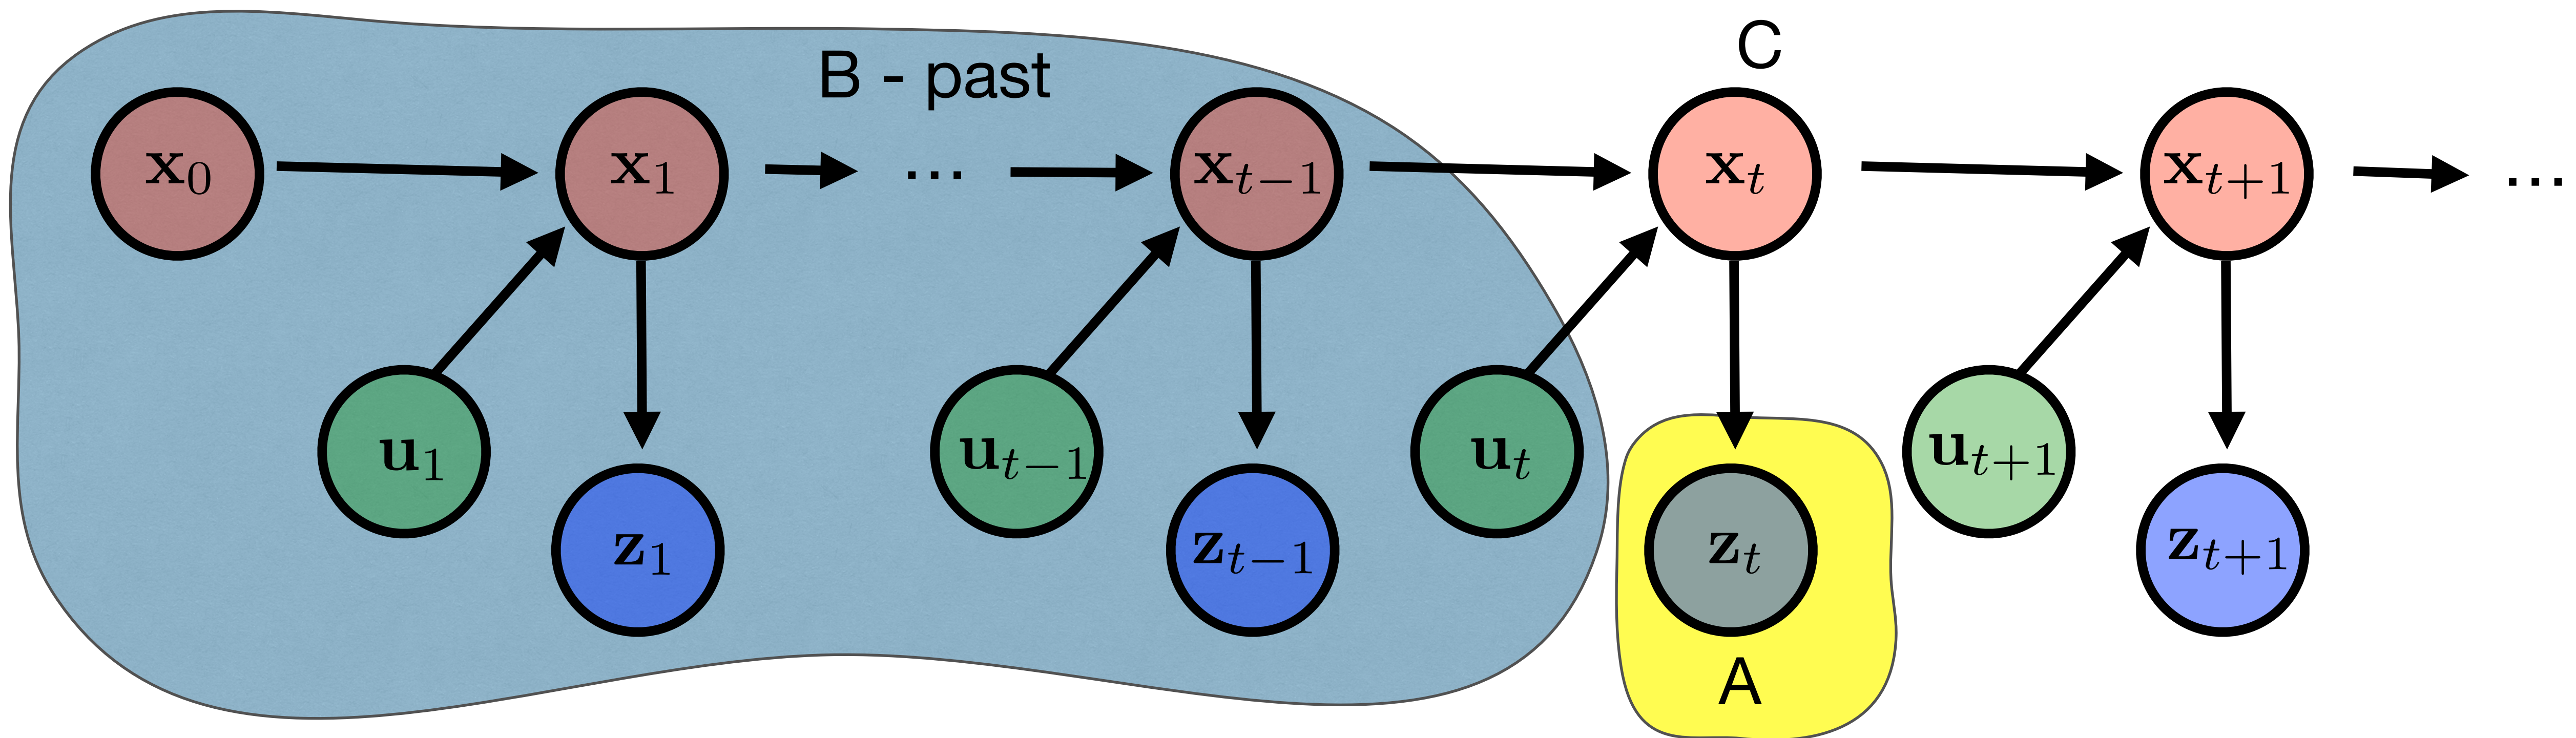 C
B - past
x₀ x₁ ... xₜ₋₁ xₜ xₜ₊₁ ...
u₁ uₜ₋₁ uₜ uₜ₊₁
z₁ zₜ₋₁ zₜ zₜ₊₁
A